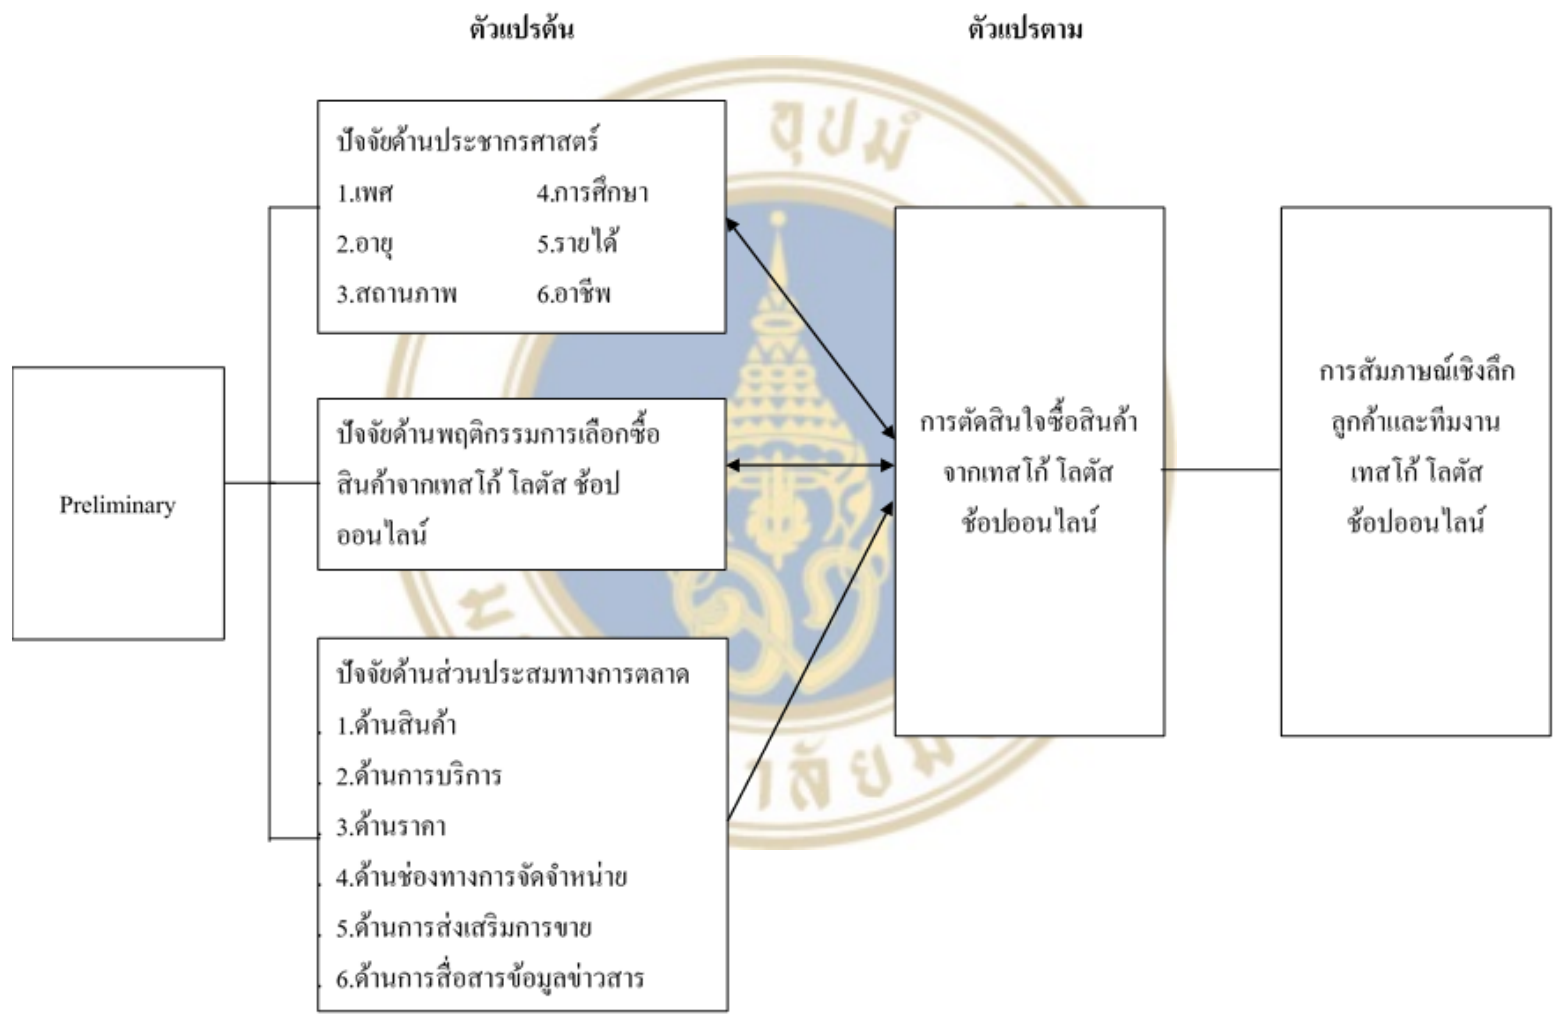 ตัวแปรต้น
ตัวแปรตาม
อุปมํ
Preliminary
ปัจจัยด้านประชากรศาสตร์
1.เพศ 4.การศึกษา
2.อายุ 5.รายได้
3.สถานภาพ 6.อาชีพ
ปัจจัยด้านพฤติกรรมการเลือกซื้อ
สินค้าจากเทสโก้ โลตัส ช้อป
ออนไลน์
ปัจจัยด้านส่วนประสมทางการตลาด
1.ด้านสินค้า
2.ด้านการบริการ
3.ด้านราคา
4.ด้านช่องทางการจัดจำหน่าย
5.ด้านการส่งเสริมการขาย
6.ด้านการสื่อสารข้อมูลข่าวสาร
การตัดสินใจซื้อสินค้า
จากเทสโก้ โลตัส
ช้อปออนไลน์
การสัมภาษณ์เชิงลึก
ลูกค้าและทีมงาน
เทสโก้ โลตัส
ช้อปออนไลน์